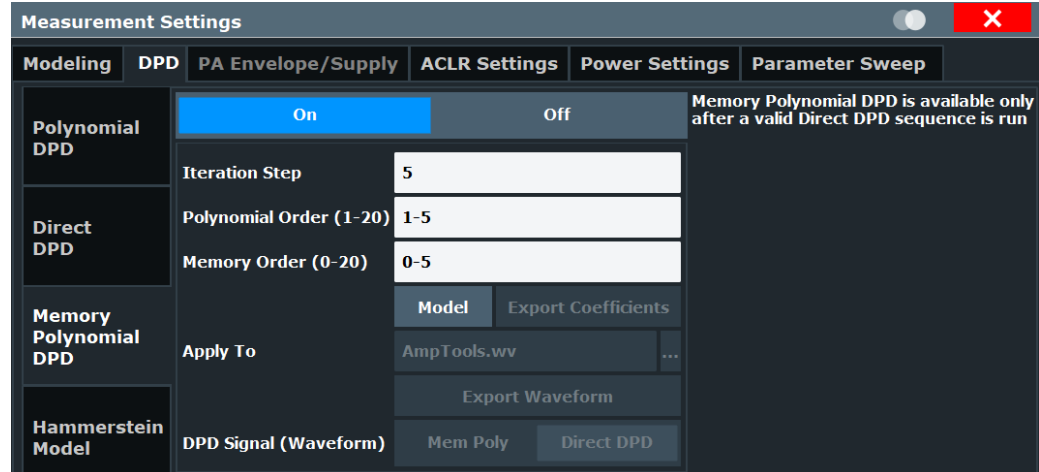 Measurement Settings
Modeling DPD PA Envelope/Supply ACLR Settings Power Settings Parameter Sweep
Polynomial
DPD
Direct
DPD
Memory
Polynomial
DPD
Hammerstein
Model
On Off
Iteration Step 5
Polynomial Order (1-20) 1-5
Memory Order (0-20) 0-5
Model Export Coefficients
Apply To AmpTools.wv ...
Export Waveform
DPD Signal (Waveform) Mem Poly Direct DPD
Memory Polynomial DPD is available only
after a valid Direct DPD sequence is run